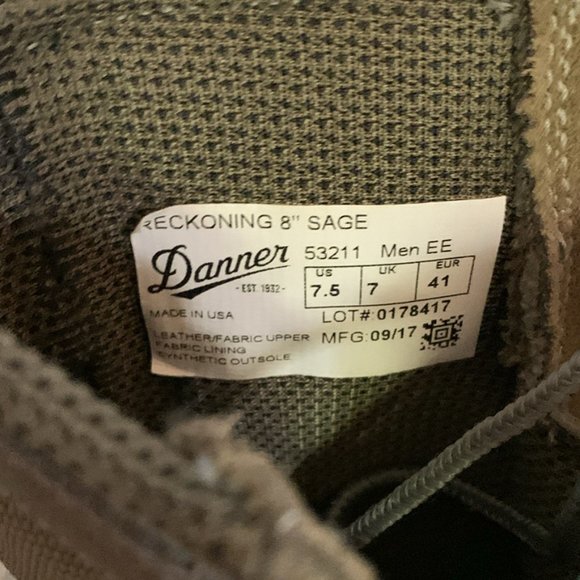 RECKONING 8" SAGE
Danner
- EST. 1932 -
53211 Men EE
US UK EUR
7.5 7 41
MADE IN USA
LOT#: 0178417
LEATHER/FABRIC UPPER
FABRIC LINING
SYNTHETIC OUTSOLE
MFG: 09/17